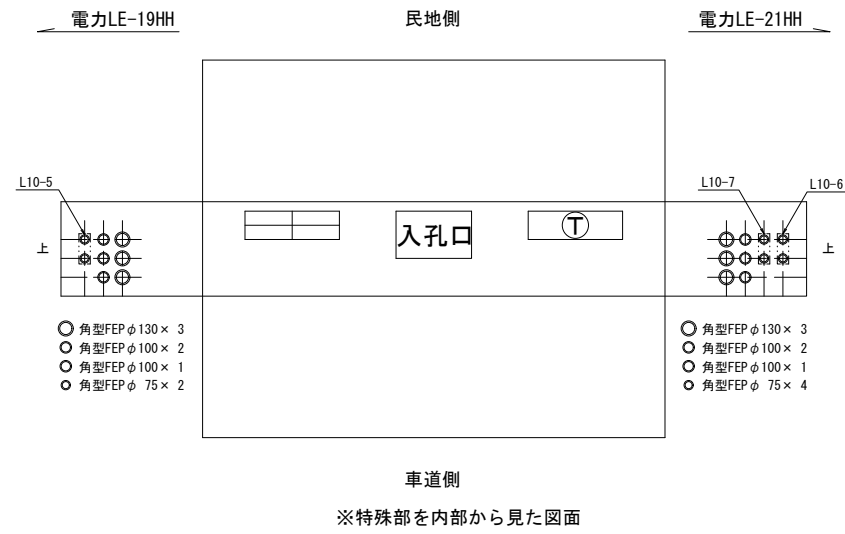 電力LE-19HH
民地側
電力LE-21HH
L10-5
L10-7
L10-6
上
入孔口
T
上
角型FEPφ130× 3
角型FEPφ100× 2
角型FEPφ100× 1
角型FEPφ 75× 2
角型FEPφ130× 3
角型FEPφ100× 2
角型FEPφ100× 1
角型FEPφ 75× 4
車道側
※特殊部を内部から見た図面